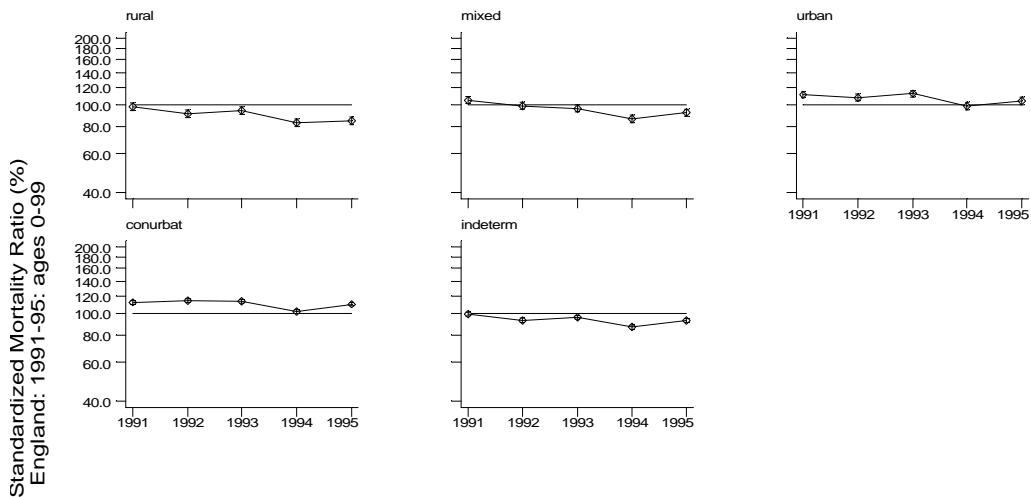 rural
200.0
180.0
160.0
140.0
120.0
100.0
80.0
60.0
40.0
mixed
urban
1991 1992 1993 1994 1995
conurbat
200.0
180.0
160.0
140.0
120.0
100.0
80.0
60.0
40.0
1991 1992 1993 1994 1995
indeterm
1991 1992 1993 1994 1995
Standardized Mortality Ratio (%)
England: 1991-95: ages 0-99